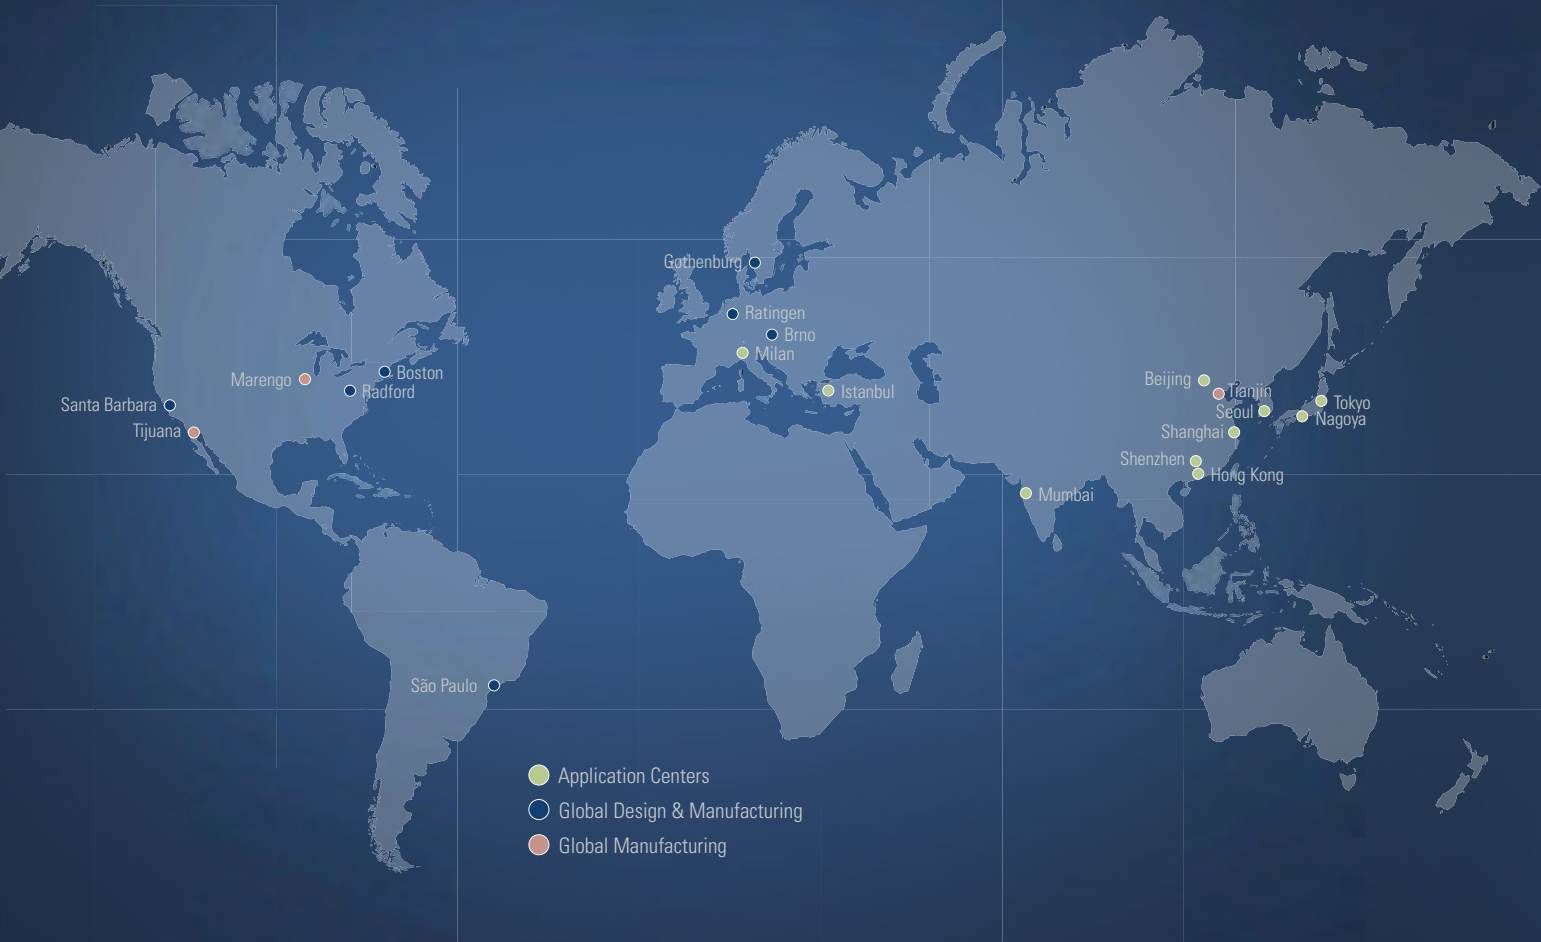 Gothenburg
Ratingen
Brno
Milan
Istanbul
Boston
Marengo
Radford
Santa Barbara
Tijuana
Beijing
Tianjin
Tokyo
Seoul
Nagoya
Shanghai
Shenzhen
Hong Kong
Mumbai
São Paulo
Application Centers
Global Design & Manufacturing
Global Manufacturing